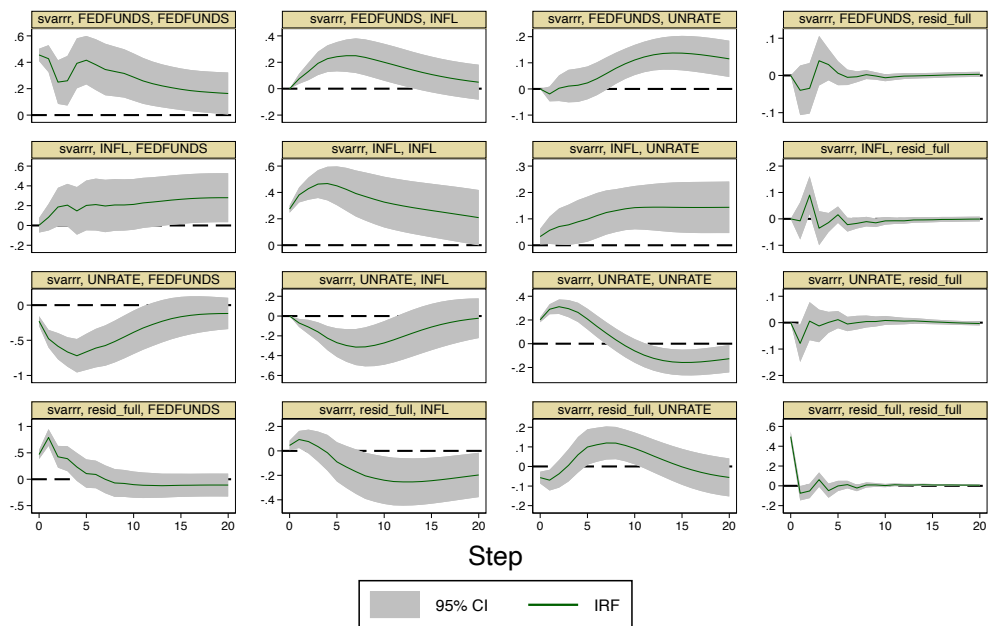 svarrr, FEDFUNDS, FEDFUNDS
svarrr, FEDFUNDS, INFL
svarrr, FEDFUNDS, UNRATE
svarrr, FEDFUNDS, resid_full
.6
.4
.2
0
.4
.2
0
-.2
.2
.1
0
-.1
.1
0
-.1
svarrr, INFL, FEDFUNDS
svarrr, INFL, INFL
svarrr, INFL, UNRATE
svarrr, INFL, resid_full
.6
.4
.2
0
-.2
.6
.4
.2
0
.3
.2
.1
0
.2
.1
0
-.1
svarrr, UNRATE, FEDFUNDS
svarrr, UNRATE, INFL
svarrr, UNRATE, UNRATE
svarrr, UNRATE, resid_full
0
-.5
-1
.2
0
-.2
-.4
-.6
.4
.2
0
-.2
.1
0
-.1
-.2
svarrr, resid_full, FEDFUNDS
svarrr, resid_full, INFL
svarrr, resid_full, UNRATE
svarrr, resid_full, resid_full
1
.5
0
-.5
.2
0
-.2
-.4
.2
.1
0
-.1
-.2
.6
.4
.2
0
-.2
0 5 10 15 20
0 5 10 15 20
0 5 10 15 20
0 5 10 15 20
Step
95% CI
IRF